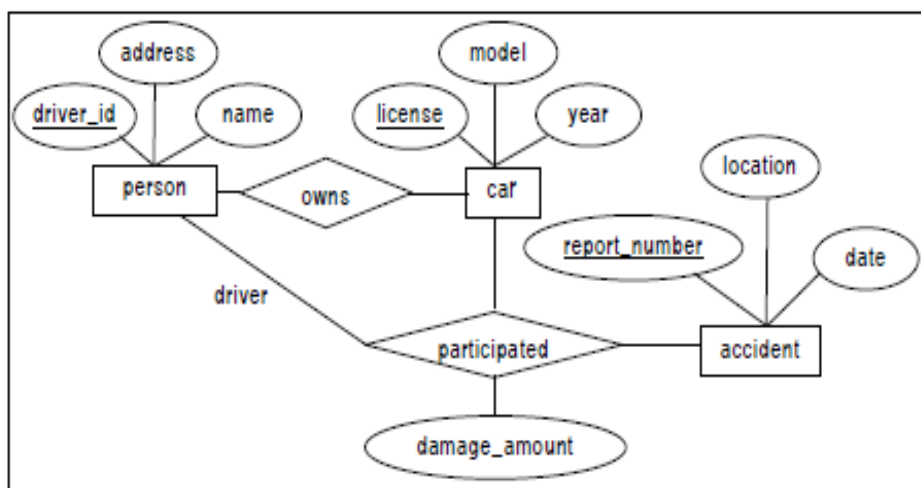 address
model
driver_id
name
license
year
location
person
owns
car
report_number
date
driver
participated
accident
damage_amount